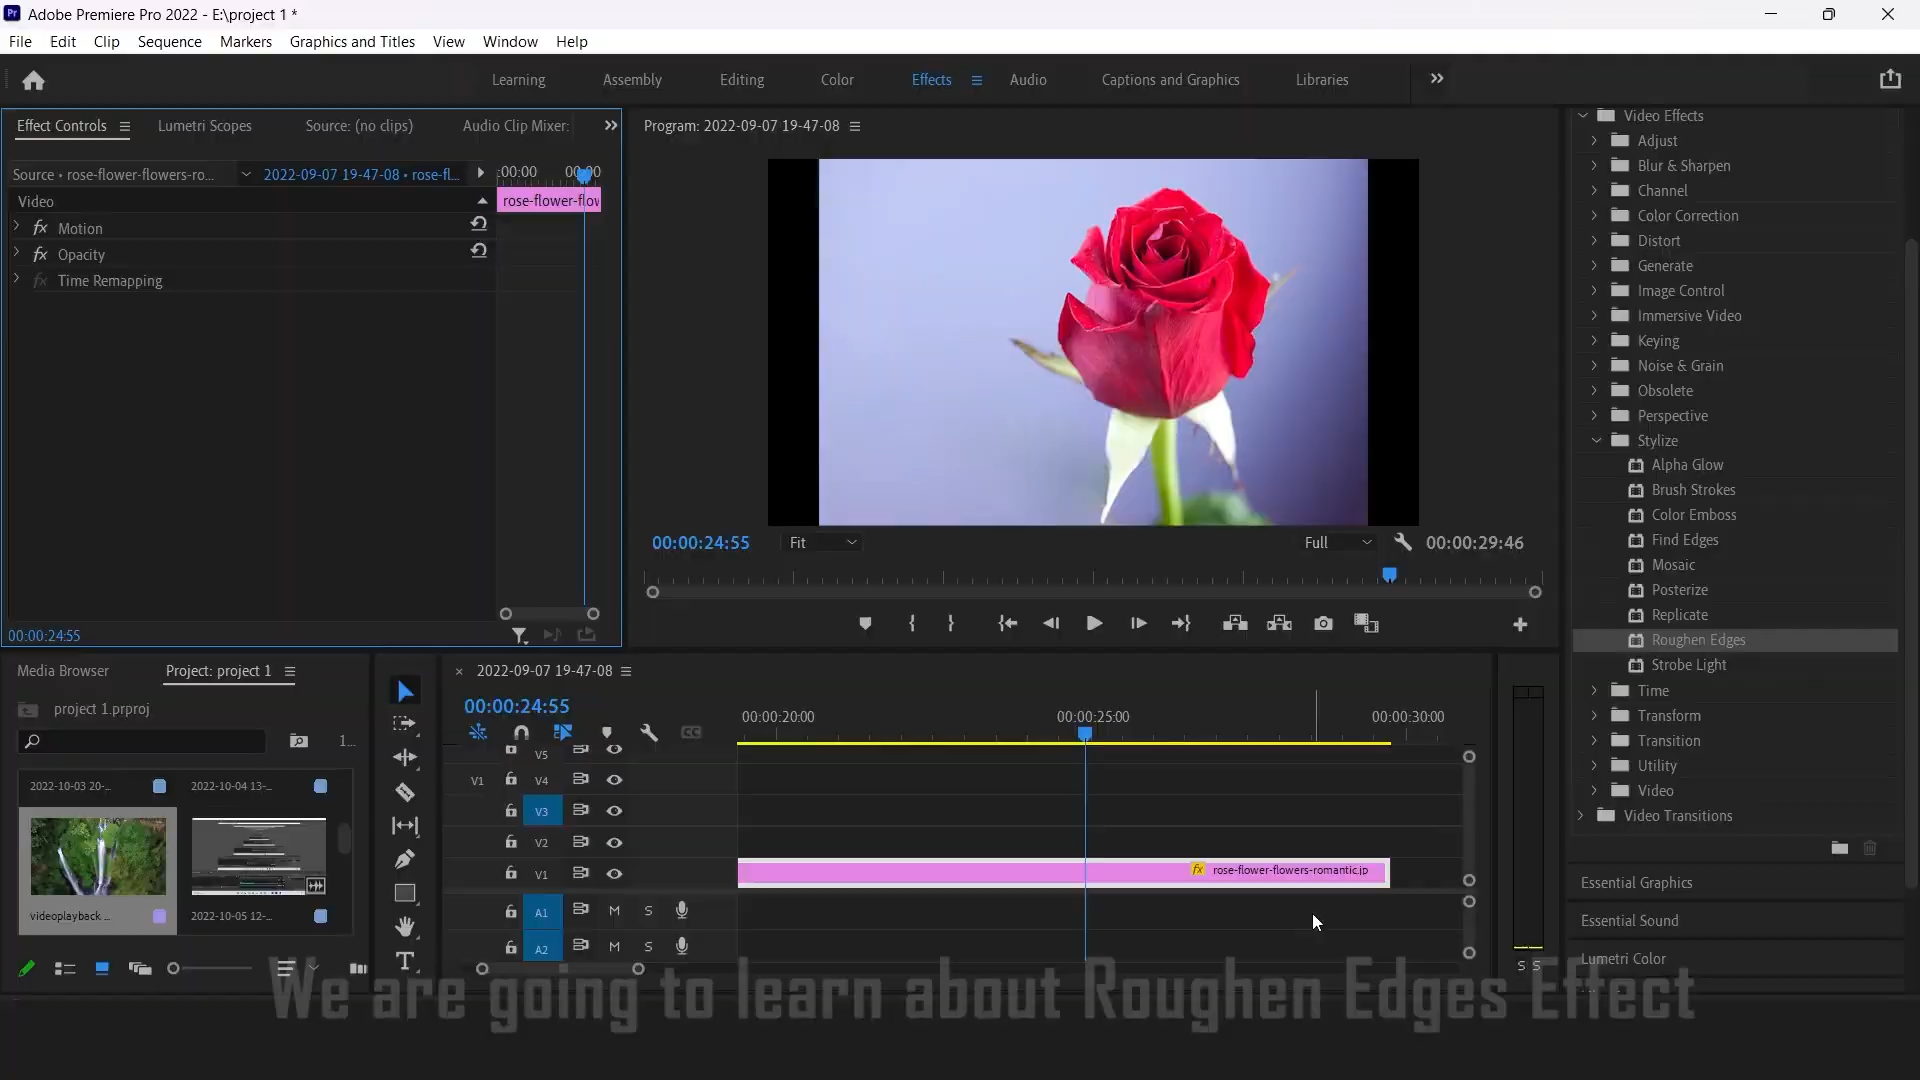 Adobe Premiere Pro 2022 - E:\project 1 *
File Edit Clip Sequence Markers Graphics and Titles View Window Help
Learning Assembly Editing Color Effects Audio Captions and Graphics Libraries
Effect Controls Lumetri Scopes Source: (no clips) Audio Clip Mixer:
Source • rose-flower-flowers-ro... 2022-09-07 19-47-08 • rose-fl...
:00:00 00:00
Video
rose-flower-flow
fx Motion
fx Opacity
fx Time Remapping
00:00:24:55
Program: 2022-09-07 19-47-08
00:00:24:55 Fit Full 00:00:29:46
Video Effects
Adjust
Blur & Sharpen
Channel
Color Correction
Distort
Generate
Image Control
Immersive Video
Keying
Noise & Grain
Obsolete
Perspective
Stylize
Alpha Glow
Brush Strokes
Color Emboss
Find Edges
Mosaic
Posterize
Replicate
Roughen Edges
Strobe Light
Time
Transform
Transition
Utility
Video
Video Transitions
Essential Graphics
Essential Sound
Lumetri Color
Media Browser Project: project 1
project 1.prproj
1...
2022-10-03 20-... 2022-10-04 13-...
videoplayback ... 2022-10-05 12-...
2022-09-07 19-47-08
00:00:24:55
00:00:20:00 00:00:25:00 00:00:30:00
V5
V1 V4
V3
V2
V1
fx rose-flower-flowers-romantic.jp
A1 M S
A2 M S
S S
We are going to learn about Roughen Edges Effect